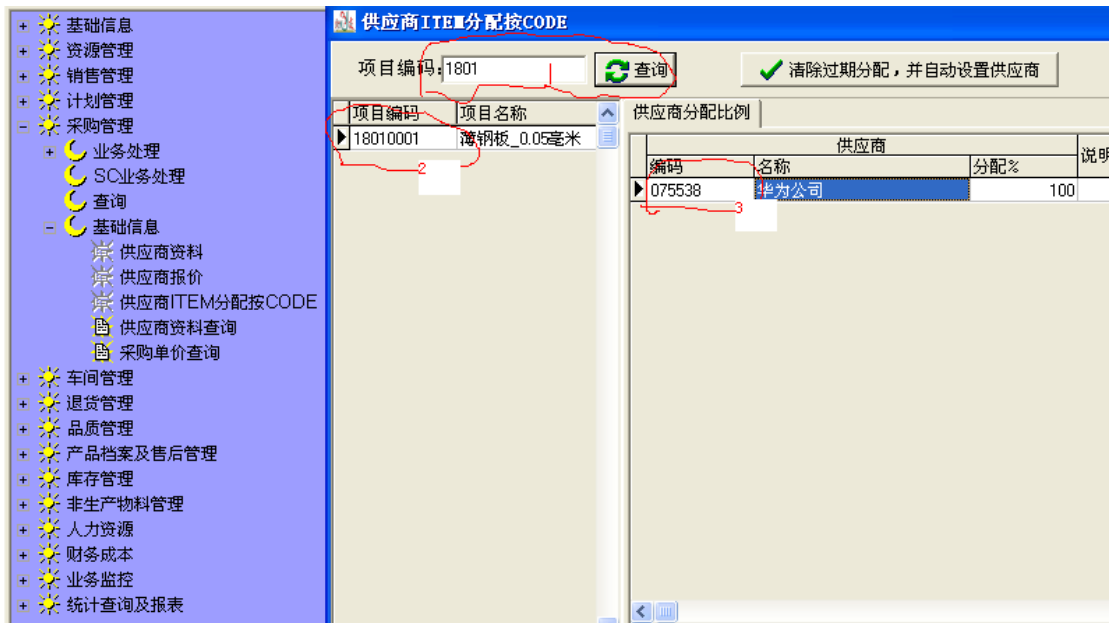 基础信息
资源管理
销售管理
计划管理
采购管理
业务处理
SC业务处理
查询
基础信息
供应商资料
供应商报价
供应商ITEM分配按CODE
供应商资料查询
采购单价查询
车间管理
退货管理
品质管理
产品档案及售后管理
库存管理
非生产物料管理
人力资源
财务成本
业务监控
统计查询及报表
供应商ITEM分配按CODE
项目编码:1801 查询 清除过期分配，并自动设置供应商
1
项目编码 项目名称
18010001 薄钢板_0.05毫米
2
供应商分配比例
供应商
编码 名称 分配% 说明
075538 华为公司 100
3